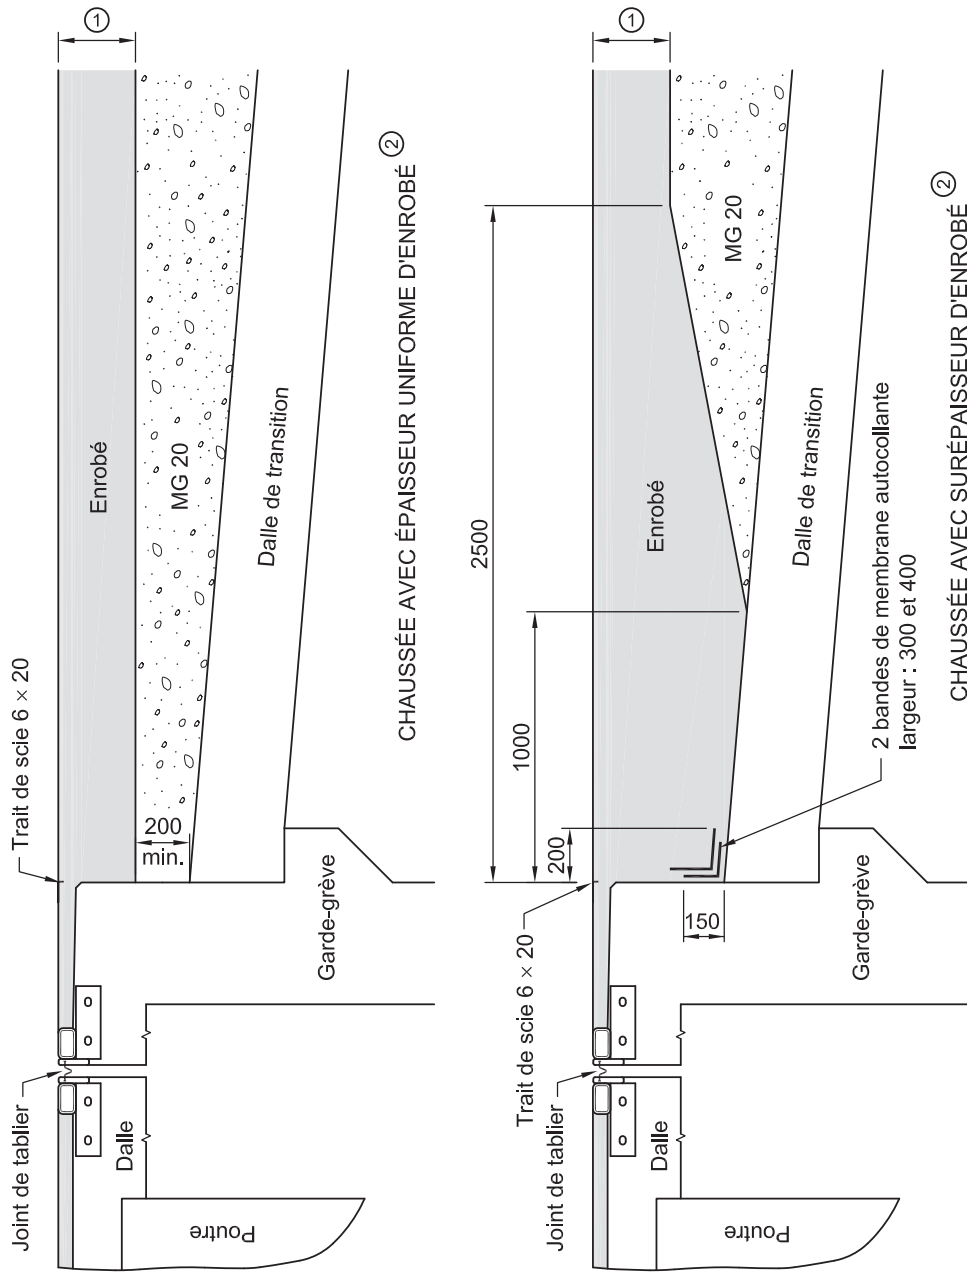 Trait de scie 6 × 20
Joint de tablier
1
Enrobé
MG 20
200
min.
Dalle de transition
Garde-grève
Dalle
Poutre
CHAUSSÉE AVEC ÉPAISSEUR UNIFORME D'ENROBÉ 2
2500
1000
200
150
Trait de scie 6 × 20
Joint de tablier
1
Enrobé
MG 20
Dalle de transition
2 bandes de membrane autocollante
largeur : 300 et 400
Garde-grève
Dalle
Poutre
CHAUSSÉE AVEC SURÉPAISSEUR D'ENROBÉ 2